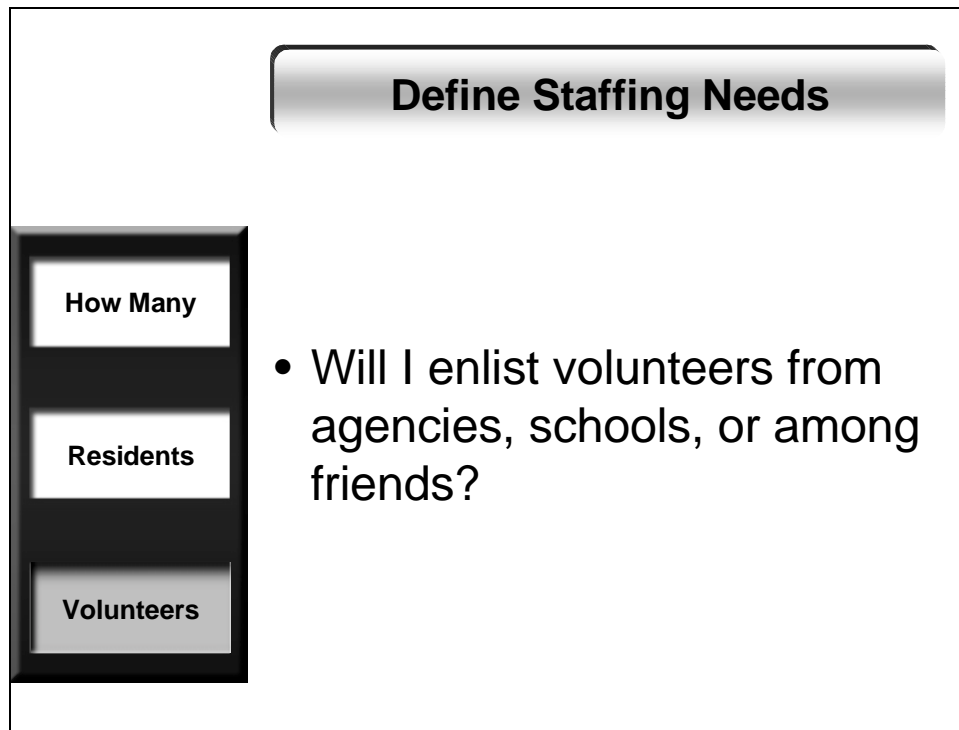 Define Staffing Needs
How Many
Residents
Volunteers
• Will I enlist volunteers from
agencies, schools, or among
friends?